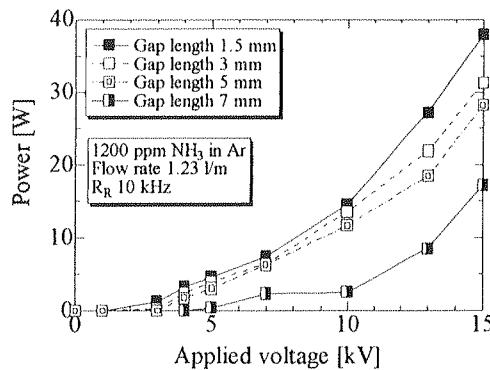 40
30
20
10
0
Power [W]
Gap length 1.5 mm
Gap length 3 mm
Gap length 5 mm
Gap length 7 mm
1200 ppm NH₃ in Ar
Flow rate 1.23 l/m
R_R 10 kHz
0 5 10 15
Applied voltage [kV]